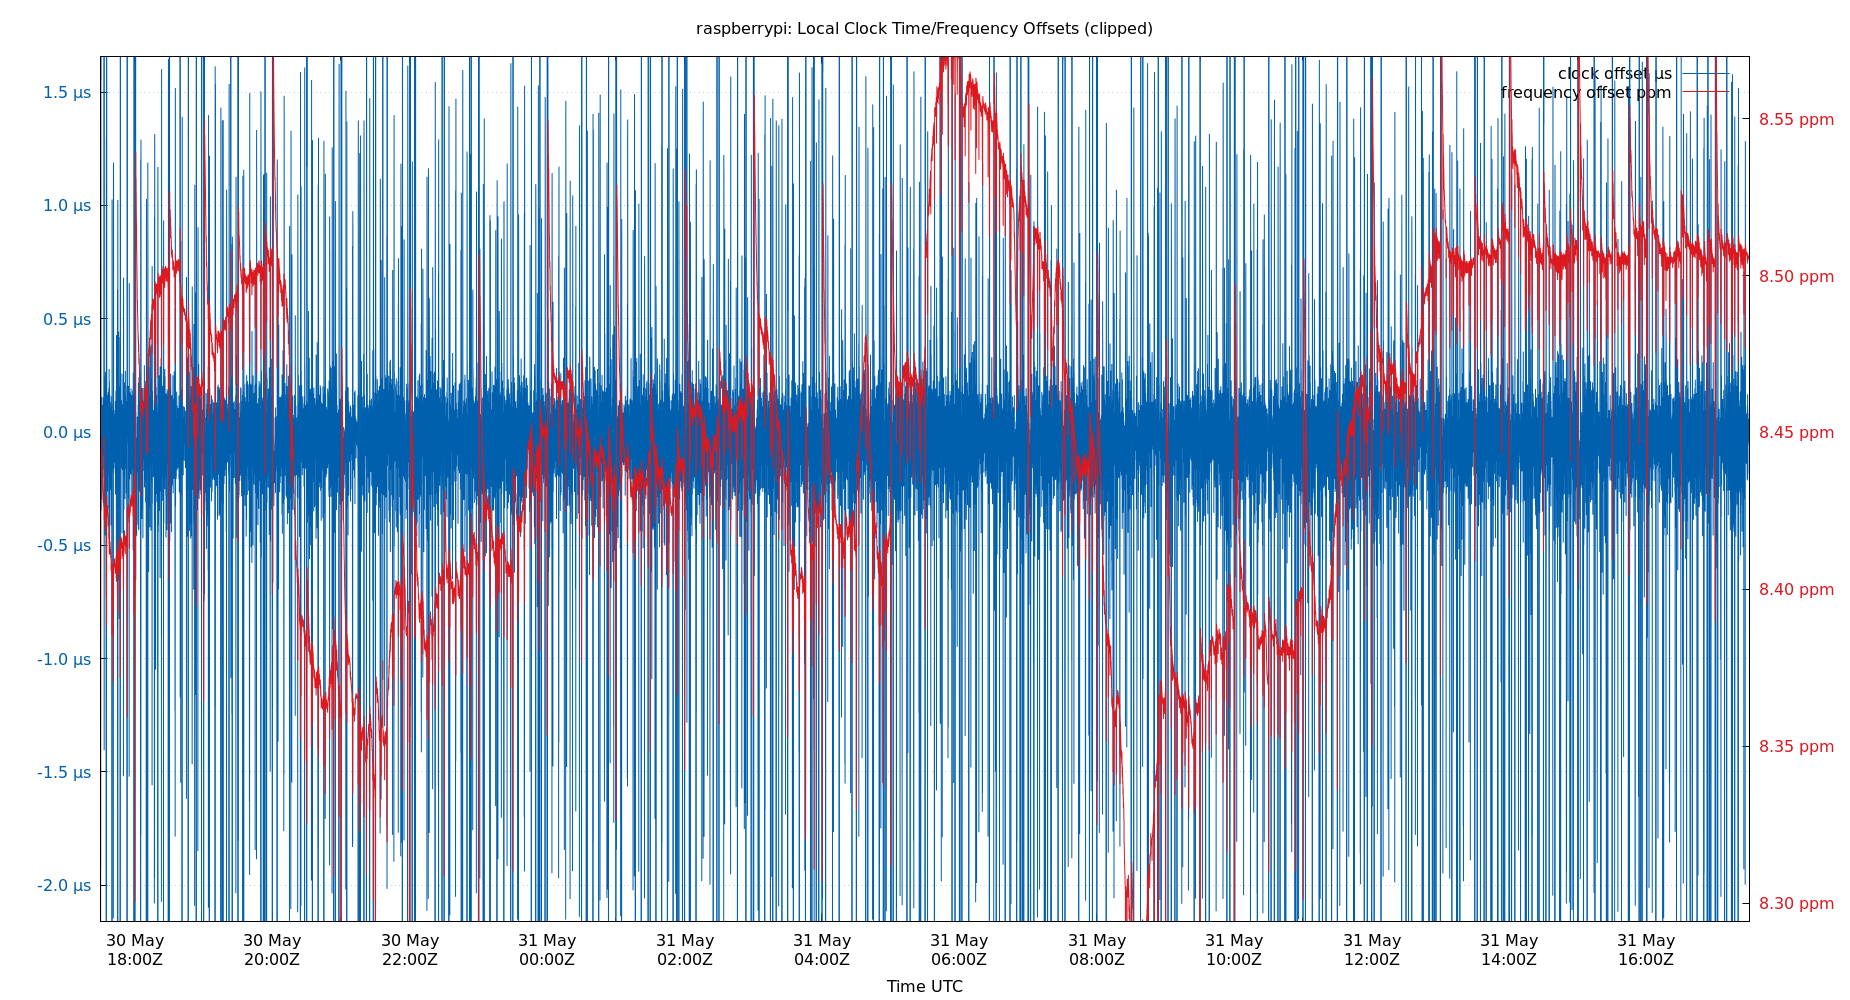 raspberrypi: Local Clock Time/Frequency Offsets (clipped)
clock offset µs
frequency offset ppm
1.5 µs
1.0 µs
0.5 µs
0.0 µs
-0.5 µs
-1.0 µs
-1.5 µs
-2.0 µs
8.55 ppm
8.50 ppm
8.45 ppm
8.40 ppm
8.35 ppm
8.30 ppm
30 May 30 May 30 May 31 May 31 May 31 May 31 May 31 May 31 May 31 May 31 May 31 May
18:00Z 20:00Z 22:00Z 00:00Z 02:00Z 04:00Z 06:00Z 08:00Z 10:00Z 12:00Z 14:00Z 16:00Z
Time UTC